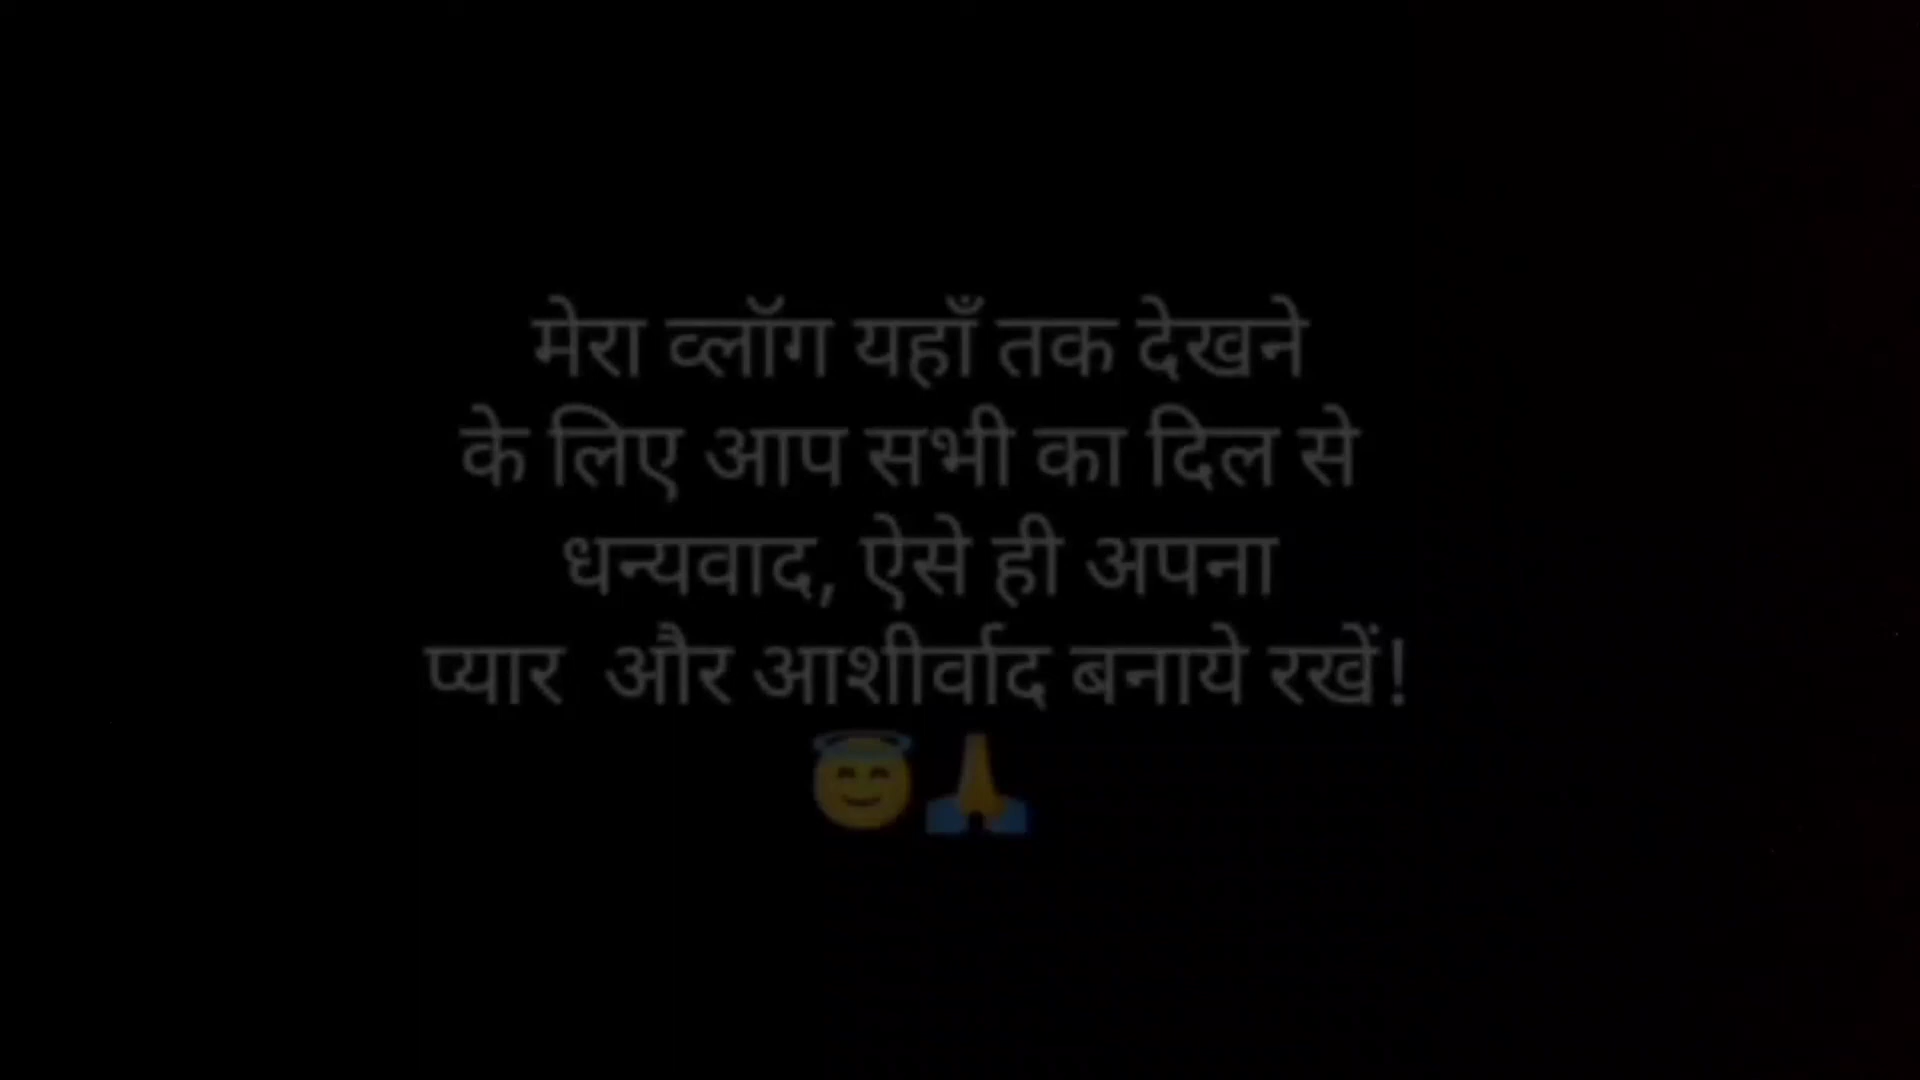 मेरा व्लॉग यहाँ तक देखने
के लिए आप सभी का दिल से
धन्यवाद, ऐसे ही अपना
प्यार  और आशीर्वाद बनाये रखें!
😇🙏